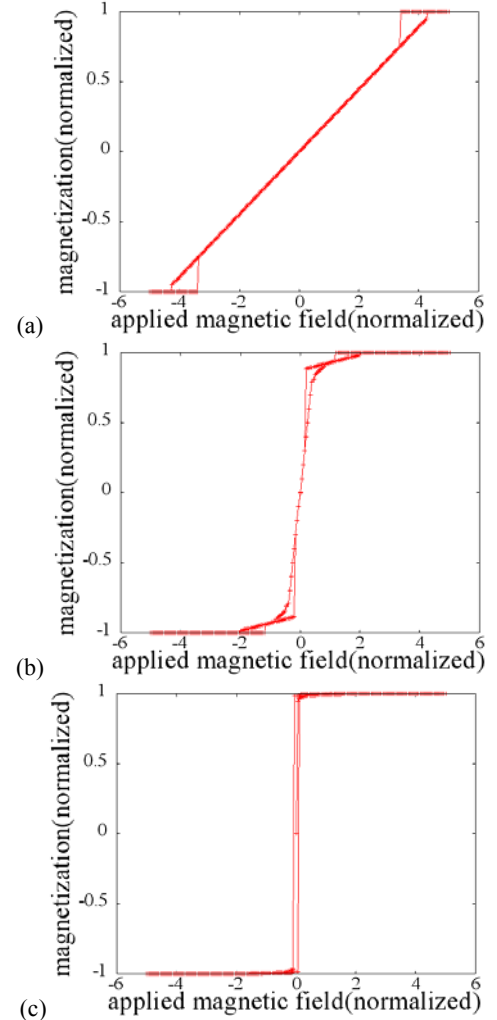 1
0.5
0
-0.5
-1
-6 -4 -2 0 2 4 6
magnetization(normalized)
applied magnetic field(normalized)
(a)
1
0.5
0
-0.5
-1
-6 -4 -2 0 2 4 6
magnetization(normalized)
applied magnetic field(normalized)
(b)
1
0.5
0
-0.5
-1
-6 -4 -2 0 2 4 6
magnetization(normalized)
applied magnetic field(normalized)
(c)